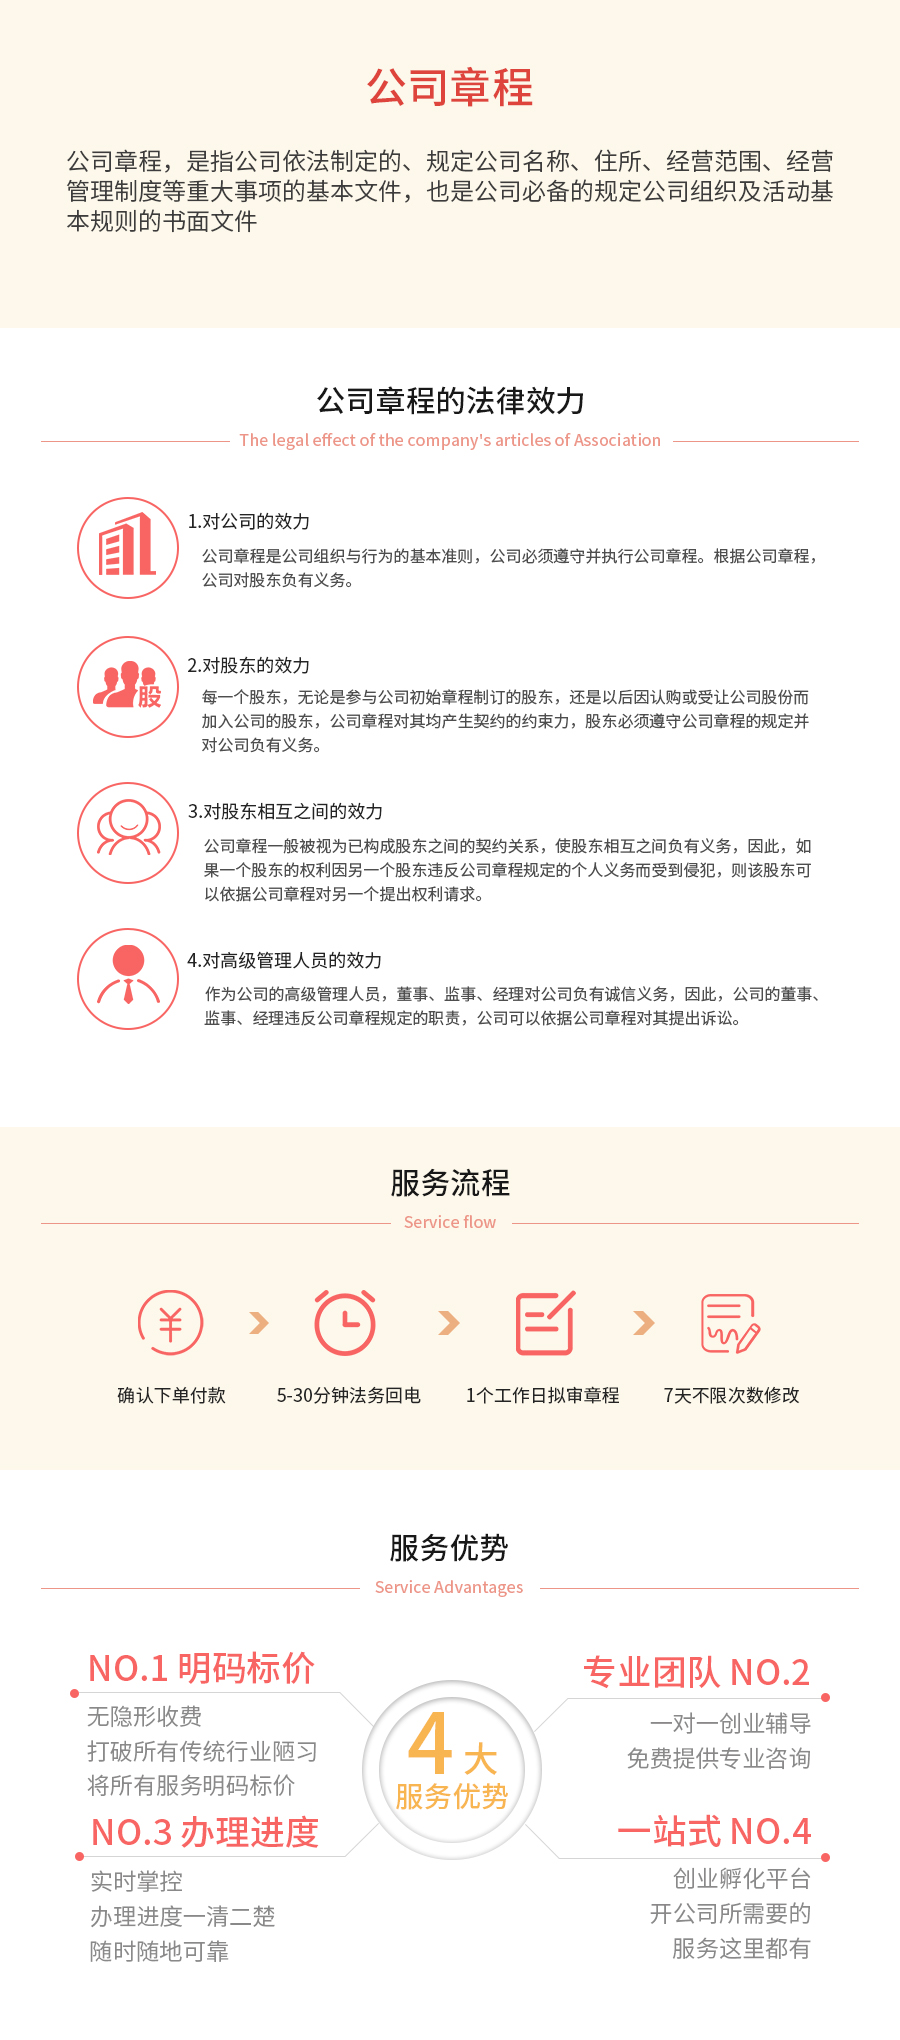 公司章程
公司章程，是指公司依法制定的、规定公司名称、住所、经营范围、经营
管理制度等重大事项的基本文件，也是公司必备的规定公司组织及活动基
本规则的书面文件
公司章程的法律效力
The legal effect of the company's articles of Association
1.对公司的效力
公司章程是公司组织与行为的基本准则，公司必须遵守并执行公司章程。根据公司章程，
公司对股东负有义务。
股
2.对股东的效力
每一个股东，无论是参与公司初始章程制订的股东，还是以后因认购或受让公司股份而
加入公司的股东，公司章程对其均产生契约的约束力，股东必须遵守公司章程的规定并
对公司负有义务。
3.对股东相互之间的效力
公司章程一般被视为已构成股东之间的契约关系，使股东相互之间负有义务，因此，如
果一个股东的权利因另一个股东违反公司章程规定的个人义务而受到侵犯，则该股东可
以依据公司章程对另一个提出权利请求。
4.对高级管理人员的效力
作为公司的高级管理人员，董事、监事、经理对公司负有诚信义务，因此，公司的董事、
监事、经理违反公司章程规定的职责，公司可以依据公司章程对其提出诉讼。
服务流程
Service flow
确认下单付款
5-30分钟法务回电
1个工作日拟审章程
7天不限次数修改
服务优势
Service Advantages
NO.1 明码标价
无隐形收费
打破所有传统行业陋习
将所有服务明码标价
专业团队 NO.2
一对一创业辅导
免费提供专业咨询
4 大
服务优势
NO.3 办理进度
实时掌控
办理进度一清二楚
随时随地可靠
一站式 NO.4
创业孵化平台
开公司所需要的
服务这里都有